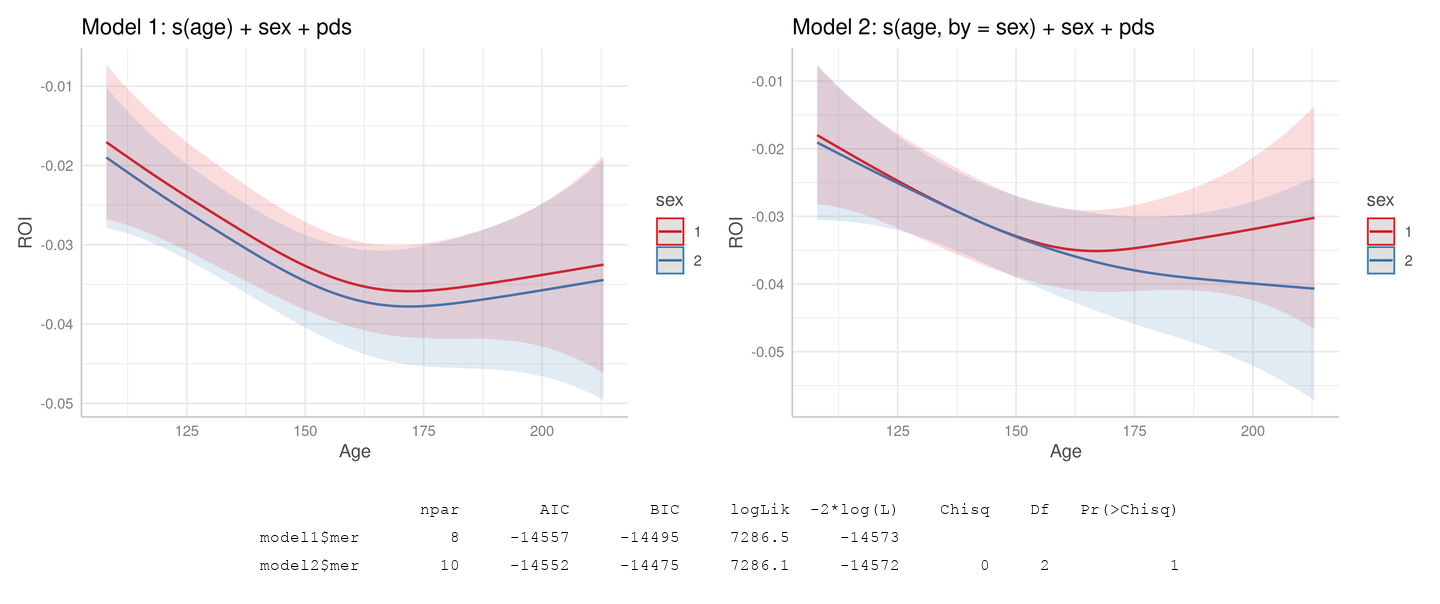 Model 1: s(age) + sex + pds
-0.01
-0.02
-0.03
-0.04
-0.05
ROI
125 150 175 200
Age
sex
1
2
Model 2: s(age, by = sex) + sex + pds
-0.01
-0.02
-0.03
-0.04
-0.05
ROI
125 150 175 200
Age
sex
1
2
npar AIC BIC logLik -2*log(L) Chisq Df Pr(>Chisq)
model1$mer 8 -14557 -14495 7286.5 -14573
model2$mer 10 -14552 -14475 7286.1 -14572 0 2 1